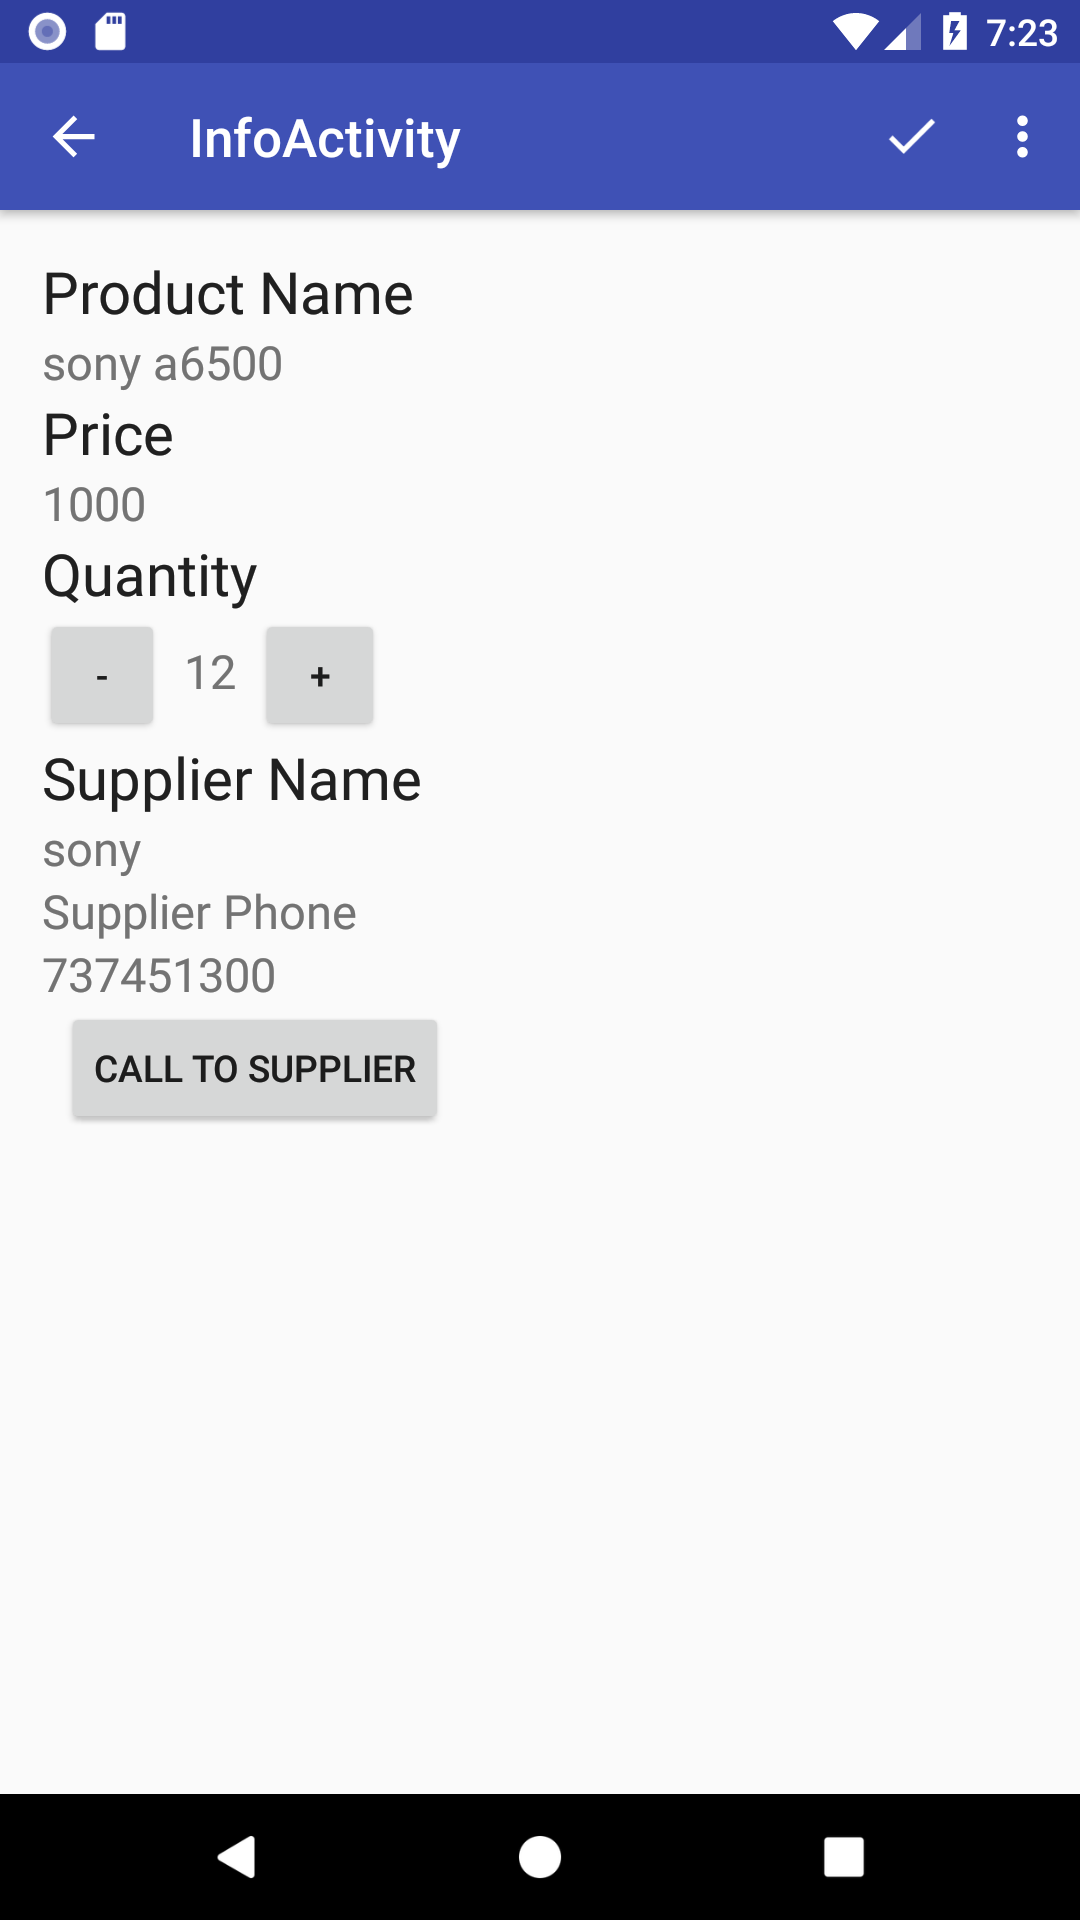 7:23
InfoActivity
Product Name
sony a6500
Price
1000
Quantity
- 12 +
Supplier Name
sony
Supplier Phone
737451300
CALL TO SUPPLIER